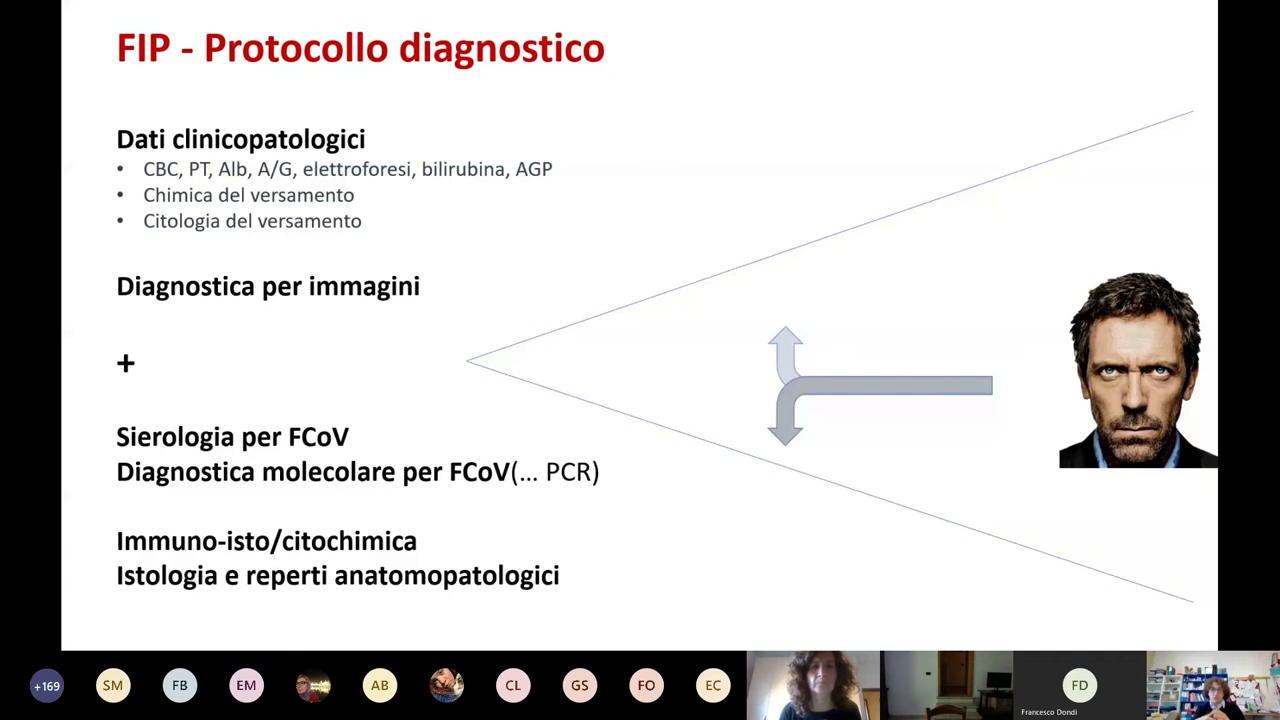 FIP - Protocollo diagnostico
Dati clinicopatologici
• CBC, PT, Alb, A/G, elettroforesi, bilirubina, AGP
• Chimica del versamento
• Citologia del versamento
Diagnostica per immagini
+
Sierologia per FCoV
Diagnostica molecolare per FCoV(... PCR)
Immuno-isto/citochimica
Istologia e reperti anatomopatologici
+169
SM
FB
EM
AB
CL
GS
FO
EC
FD
Francesco Dondi